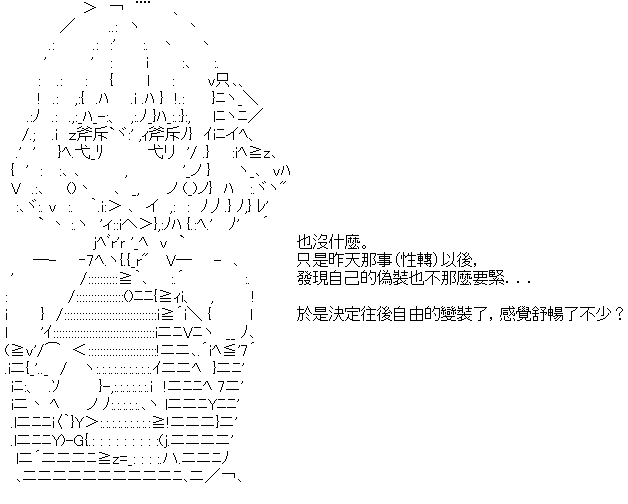 也沒什麼。
只是昨天那事(性轉)以後，
發現自己的偽裝也不那麼要緊...
於是決定往後自由的變裝了，感覺舒暢了不少？